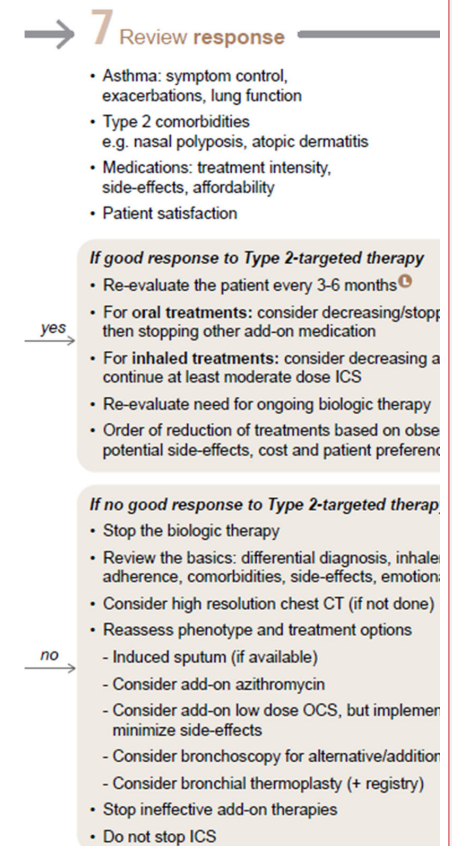 7 Review response
• Asthma: symptom control,
exacerbations, lung function
• Type 2 comorbidities
e.g. nasal polyposis, atopic dermatitis
• Medications: treatment intensity,
side-effects, affordability
• Patient satisfaction
If good response to Type 2-targeted therapy
• Re-evaluate the patient every 3-6 months L
yes
• For oral treatments: consider decreasing/stopp
then stopping other add-on medication
• For inhaled treatments: consider decreasing a
continue at least moderate dose ICS
• Re-evaluate need for ongoing biologic therapy
• Order of reduction of treatments based on obse
potential side-effects, cost and patient preferenc
If no good response to Type 2-targeted therapy
• Stop the biologic therapy
• Review the basics: differential diagnosis, inhale
adherence, comorbidities, side-effects, emotiona
• Consider high resolution chest CT (if not done)
• Reassess phenotype and treatment options
no
- Induced sputum (if available)
- Consider add-on azithromycin
- Consider add-on low dose OCS, but implemen
minimize side-effects
- Consider bronchoscopy for alternative/addition
- Consider bronchial thermoplasty (+ registry)
• Stop ineffective add-on therapies
• Do not stop ICS